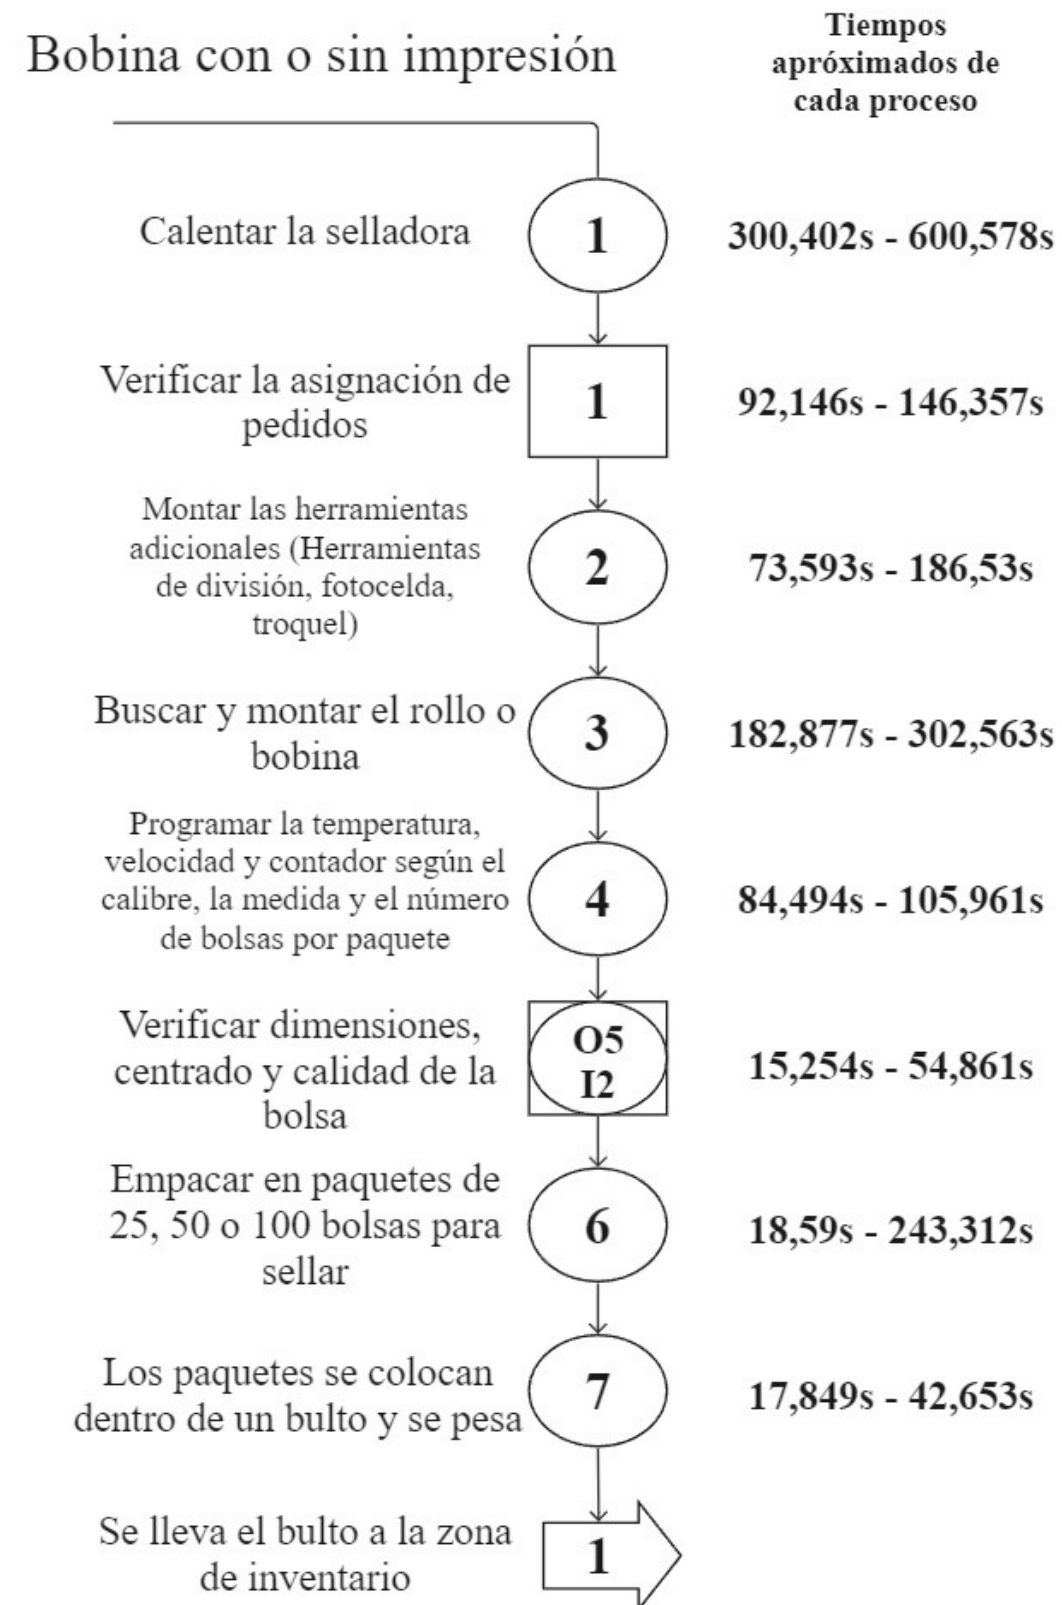 Bobina con o sin impresión
Tiempos
apróximados de
cada proceso
Calentar la selladora
1
300,402s - 600,578s
Verificar la asignación de
pedidos
1
92,146s - 146,357s
Montar las herramientas
adicionales (Herramientas
de división, fotocelda,
troquel)
2
73,593s - 186,53s
Buscar y montar el rollo o
bobina
3
182,877s - 302,563s
Programar la temperatura,
velocidad y contador según el
calibre, la medida y el número
de bolsas por paquete
4
84,494s - 105,961s
Verificar dimensiones,
centrado y calidad de la
bolsa
O5
I2
15,254s - 54,861s
Empacar en paquetes de
25, 50 o 100 bolsas para
sellar
6
18,59s - 243,312s
Los paquetes se colocan
dentro de un bulto y se pesa
7
17,849s - 42,653s
Se lleva el bulto a la zona
de inventario
1